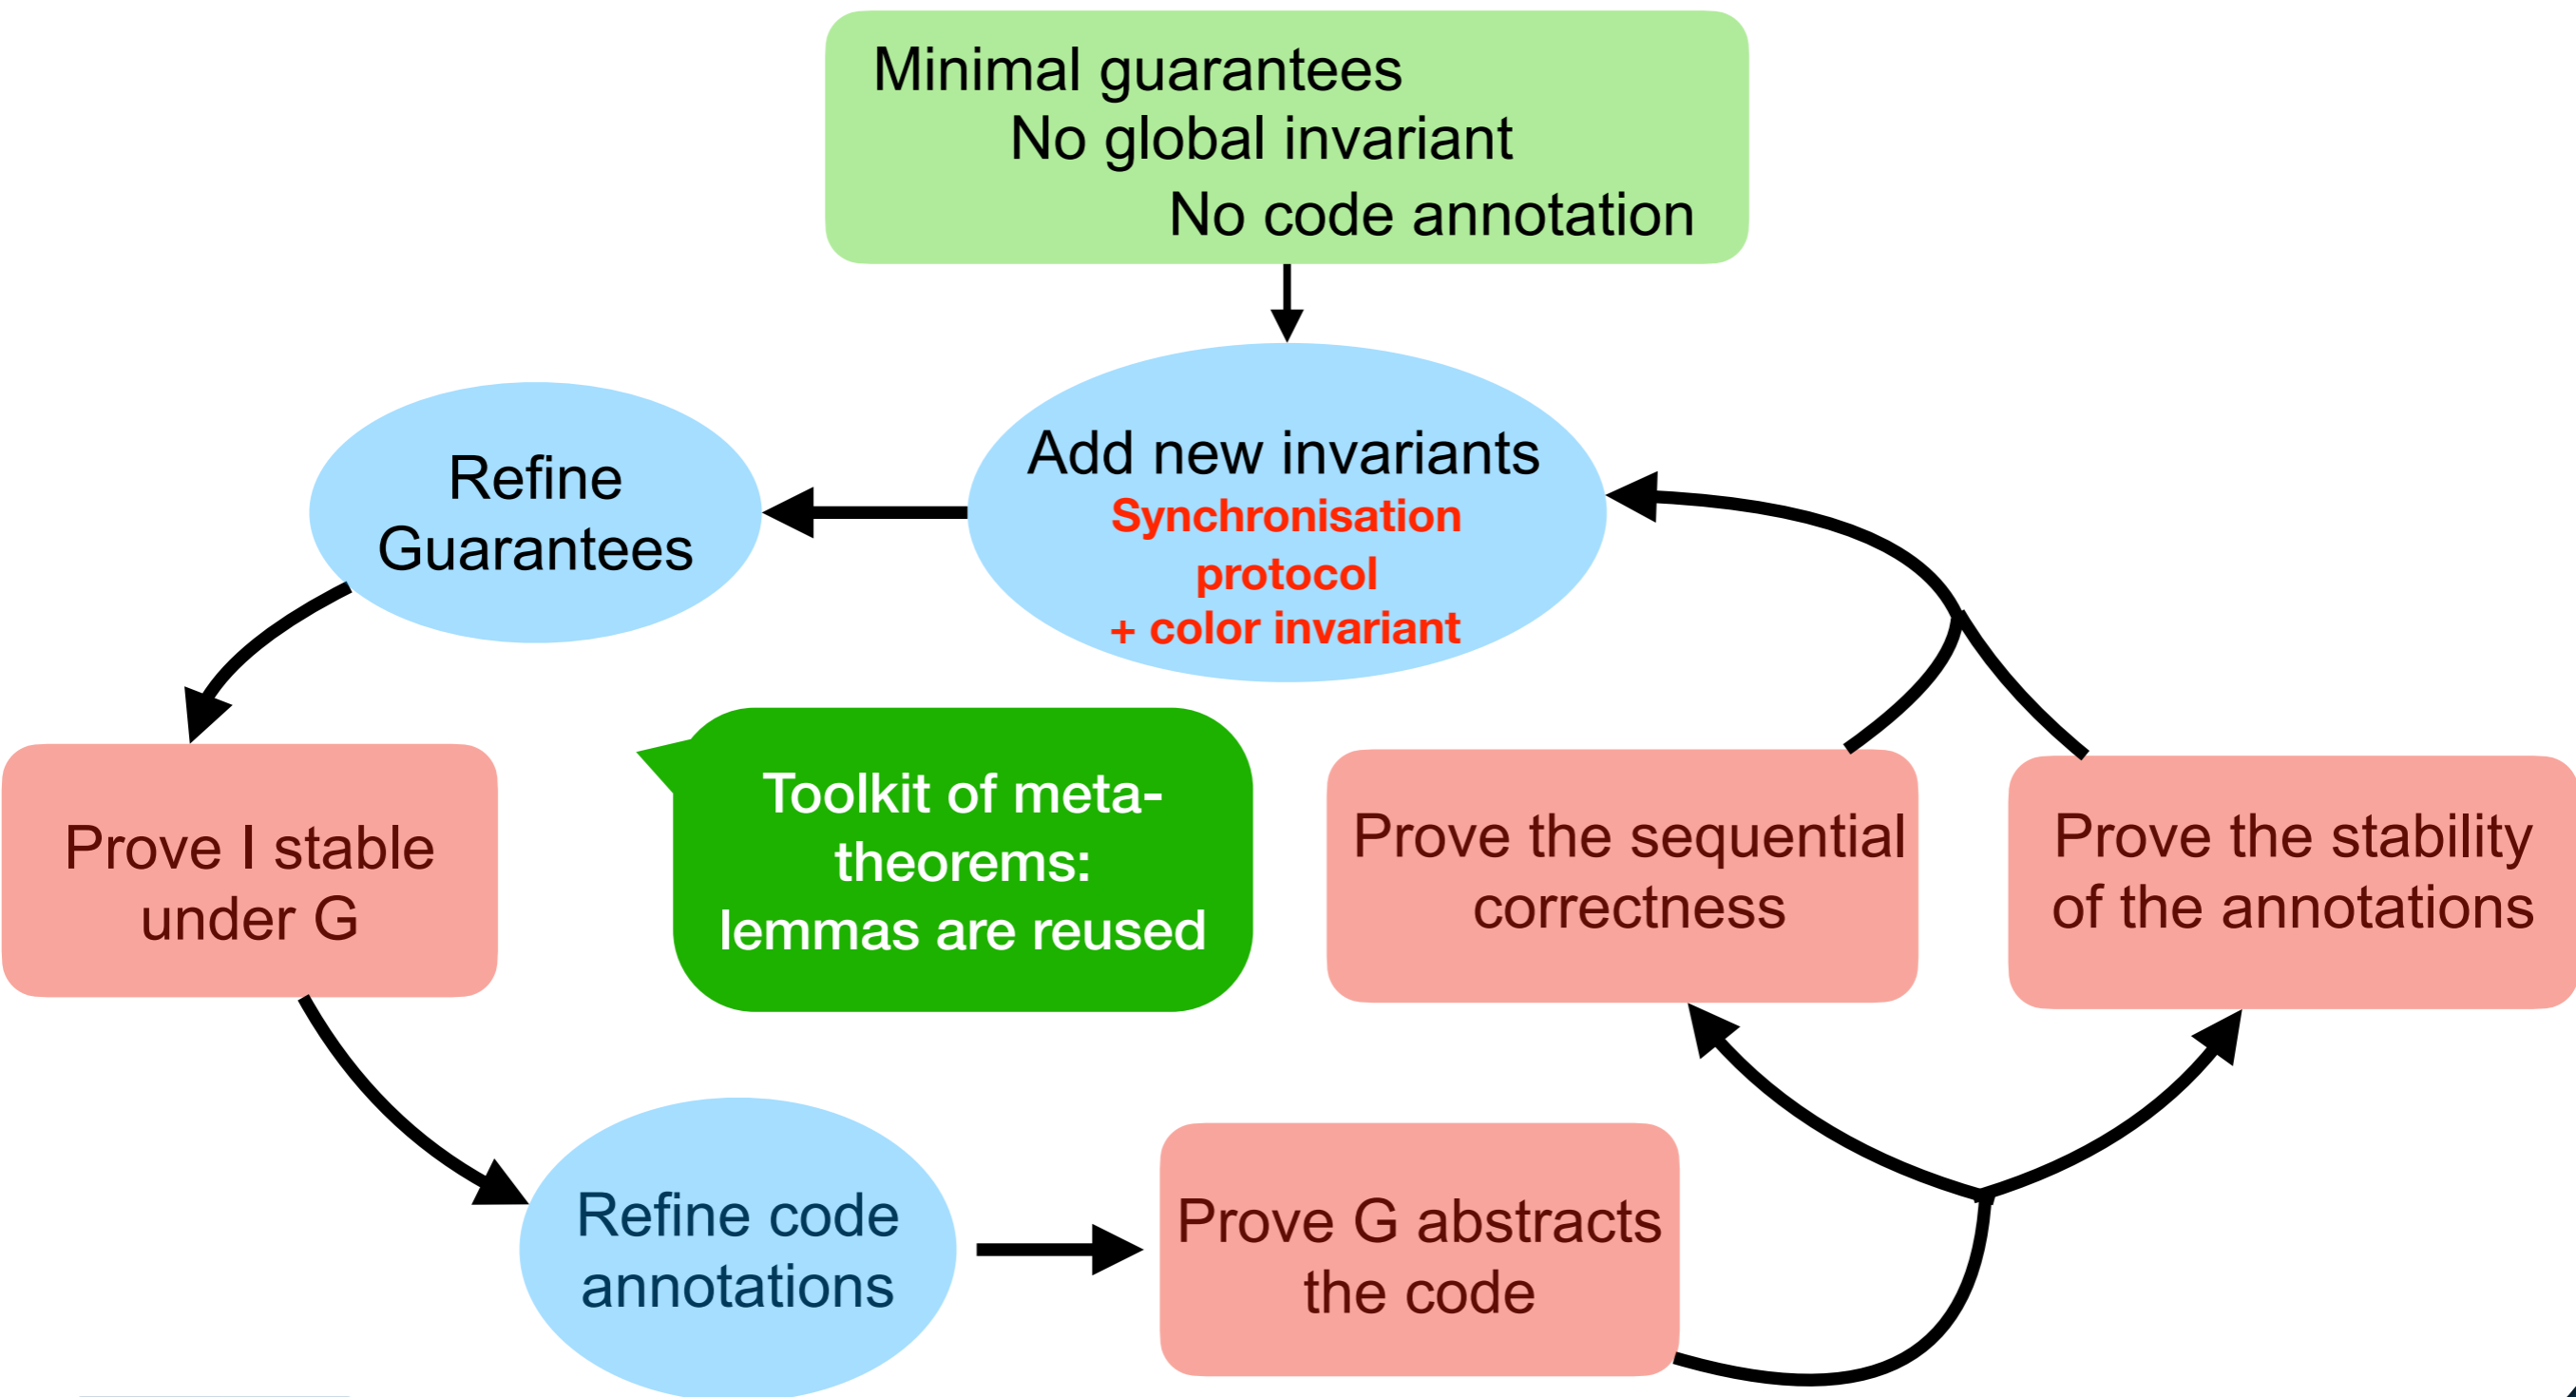 Minimal guarantees
No global invariant
No code annotation
Add new invariants
Synchronisation
protocol
+ color invariant
Refine
Guarantees
Prove I stable
under G
Toolkit of meta-
theorems:
lemmas are reused
Prove the sequential
correctness
Prove the stability
of the annotations
Refine code
annotations
Prove G abstracts
the code